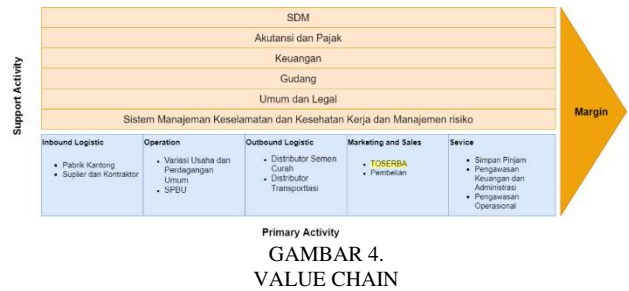 SDM
Akutansi dan Pajak
Keuangan
Gudang
Umum dan Legal
Sistem Manajeman Keselamatan dan Kesehatan Kerja dan Manajemen risiko
Support Activity
Margin
Inbound Logistic
• Pabrik Kantong
• Suplier dan Kontraktor
Operation
• Variasi Usaha dan
Perdagangan
Umum
• SPBU
Outbound Logistic
• Distributor Semen
Curah
• Distributor
Transporttasi
Marketing and Sales
• TOSERBA
• Pembelian
Sevice
• Simpan Pinjam
• Pengawasan
Keuangan dan
Administrasi
• Pengawasan
Operasional
Primary Activity
GAMBAR 4.
VALUE CHAIN